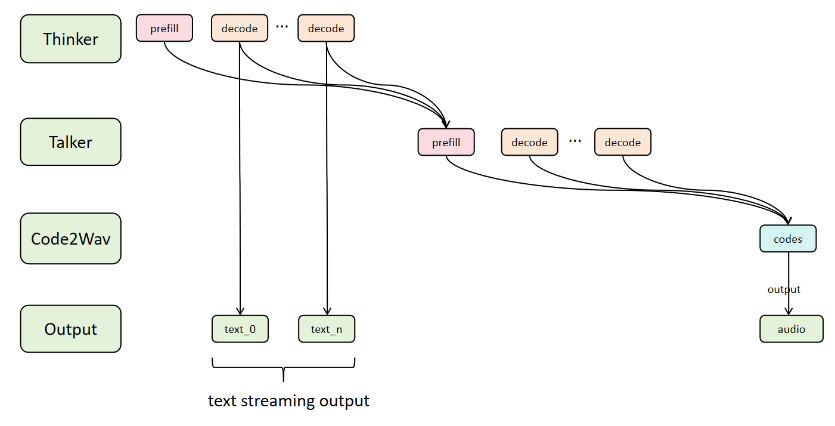 Thinker
prefill
decode
...
decode
Talker
prefill
decode
...
decode
Code2Wav
codes
output
Output
text_0
text_n
audio
text streaming output